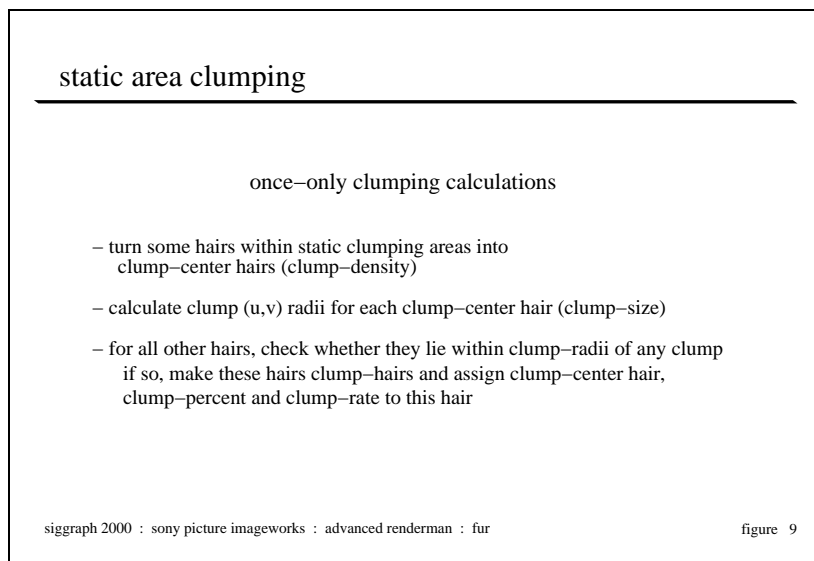 static area clumping
once−only clumping calculations
− turn some hairs within static clumping areas into
clump−center hairs (clump−density)
− calculate clump (u,v) radii for each clump−center hair (clump−size)
− for all other hairs, check whether they lie within clump−radii of any clump
if so, make these hairs clump−hairs and assign clump−center hair,
clump−percent and clump−rate to this hair
siggraph 2000 : sony picture imageworks : advanced renderman : fur
figure 9